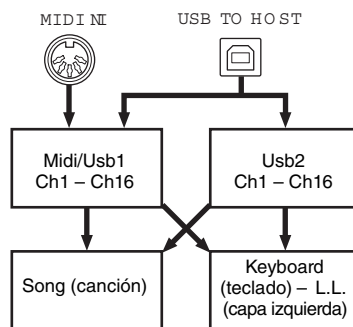 MIDI IN
USB TO HOST
Midi/Usb1
Ch1 – Ch16
Usb2
Ch1 – Ch16
Song (canción)
Keyboard
(teclado) – L.L.
(capa izquierda)